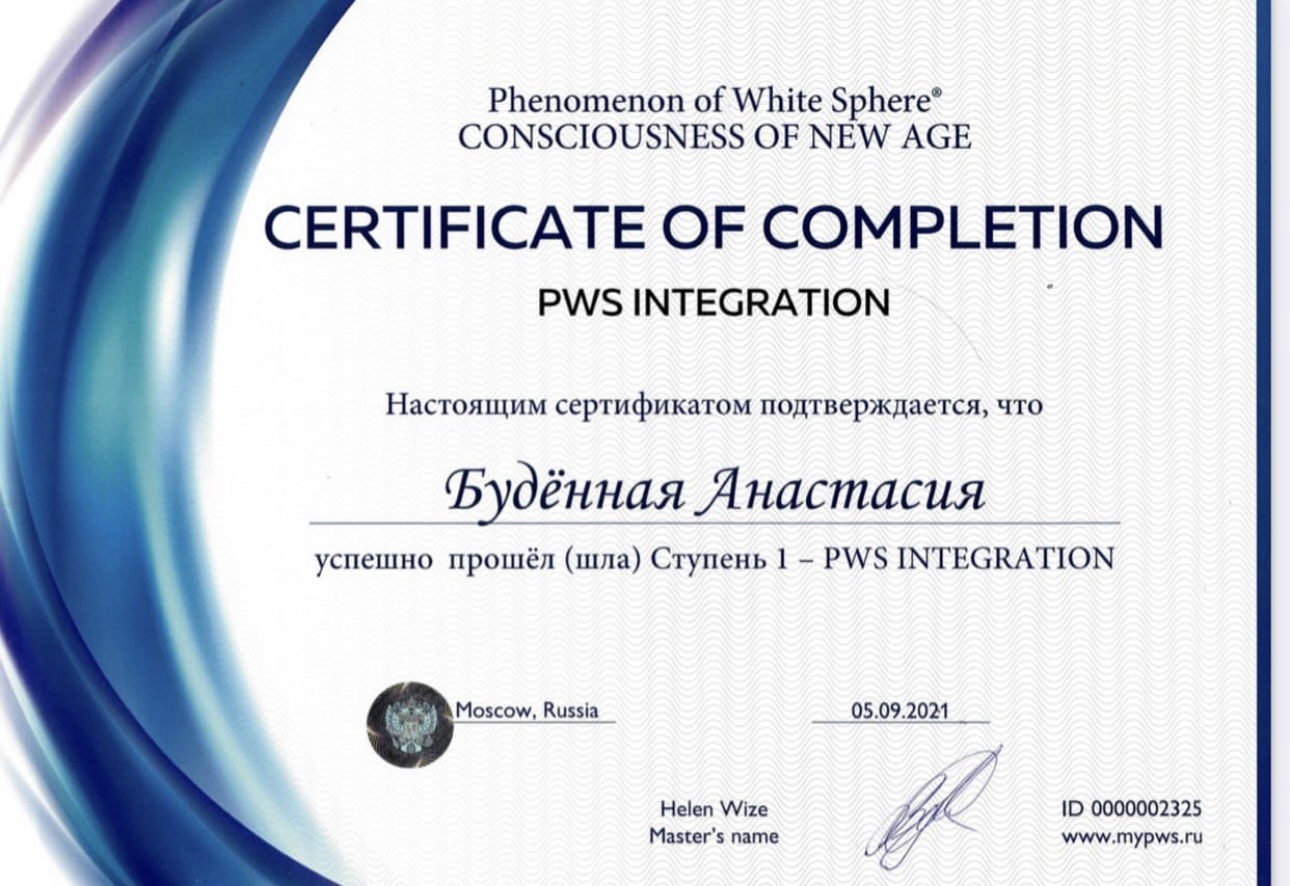 Phenomenon of White Sphere®
CONSCIOUSNESS OF NEW AGE
CERTIFICATE OF COMPLETION
PWS INTEGRATION
Настоящим сертификатом подтверждается, что
Будённая Анастасия
успешно прошёл (шла) Ступень 1 – PWS INTEGRATION
Moscow, Russia
05.09.2021
Helen Wize
Master’s name
ID 0000002325
www.mypws.ru